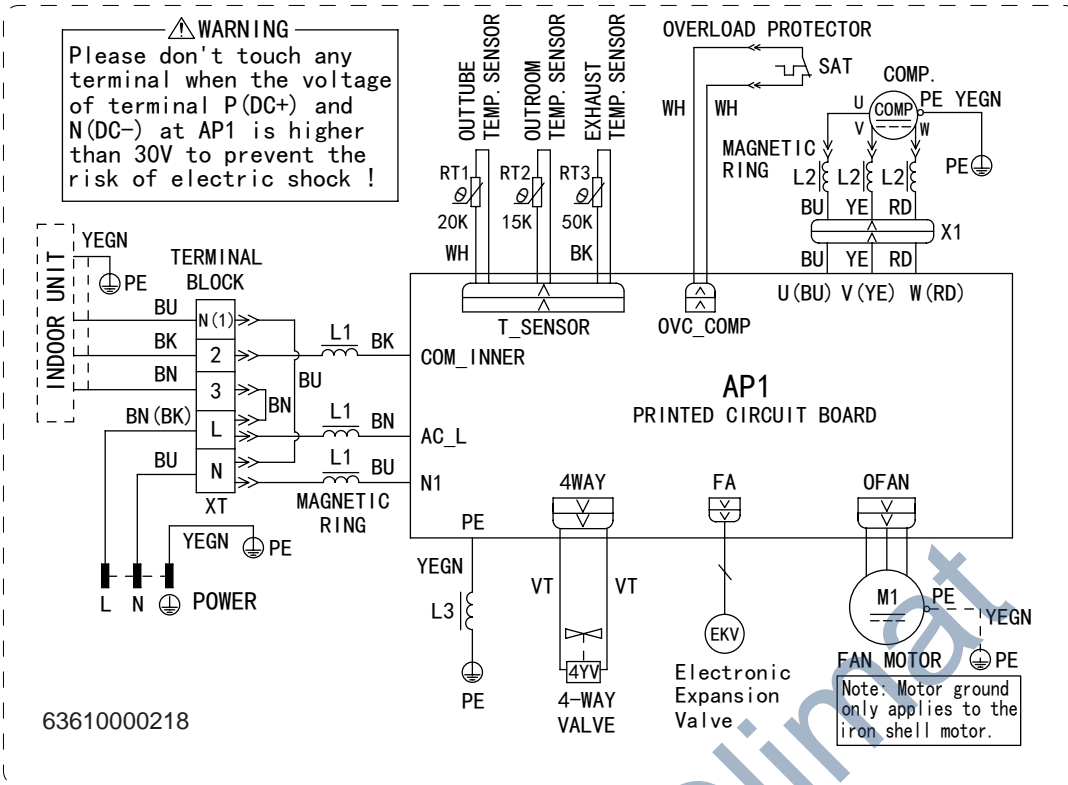 ⚠WARNING
Please don't touch any
terminal when the voltage
of terminal P(DC+) and
N(DC-) at AP1 is higher
than 30V to prevent the
risk of electric shock !
OUTTUBE
TEMP. SENSOR
OUTROOM
TEMP. SENSOR
EXHAUST
TEMP. SENSOR
OVERLOAD PROTECTOR
SAT
WH WH
COMP.
U
COMP
PE YEGN
V W
MAGNETIC
RING
PE
L2 L2 L2
BU YE RD
X1
BU YE RD
RT1 RT2 RT3
θ θ θ
20K 15K 50K
WH BK
U(BU) V(YE) W(RD)
T_SENSOR
OVC_COMP
INDOOR UNIT
YEGN
PE
TERMINAL
BLOCK
BU
N(1)
BK
2
L1
BK
COM_INNER
BN
3
BU
BN
BN(BK)
L
L1
BN
AC_L
BU
N
L1
BU
N1
XT
MAGNETIC
RING
YEGN
PE
L N POWER
AP1
PRINTED CIRCUIT BOARD
PE
4WAY
FA
OFAN
YEGN
L3
PE
VT VT
4YV
4-WAY
VALVE
EKV
Electronic
Expansion
Valve
M1
PE
YEGN
FAN MOTOR
PE
Note: Motor ground
only applies to the
iron shell motor.
63610000218
limat